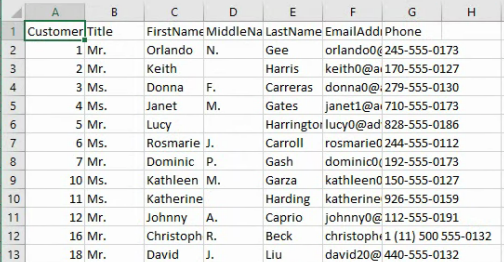 A B C D E F G H
1 Customer Title FirstName MiddleNa LastName EmailAddr Phone
2 1 Mr. Orlando N. Gee orlando0@ 245-555-0173
3 2 Mr. Keith Harris keith0@a 170-555-0127
4 3 Ms. Donna F. Carreras donna0@a 279-555-0130
5 4 Ms. Janet M. Gates janet1@a 710-555-0173
6 5 Mr. Lucy Harrington lucy0@ad 828-555-0186
7 6 Ms. Rosmarie J. Carroll rosmarie0 244-555-0112
8 7 Mr. Dominic P. Gash dominic0@ 192-555-0173
9 10 Ms. Kathleen M. Garza kathleen0 150-555-0127
10 11 Ms. Katherine Harding katherine 926-555-0159
11 12 Mr. Johnny A. Caprio johnny0@ 112-555-0191
12 16 Mr. Christoph R. Beck christophe 1 (11) 500 555-0132
13 18 Mr. David J. Liu david20@ 440-555-0132